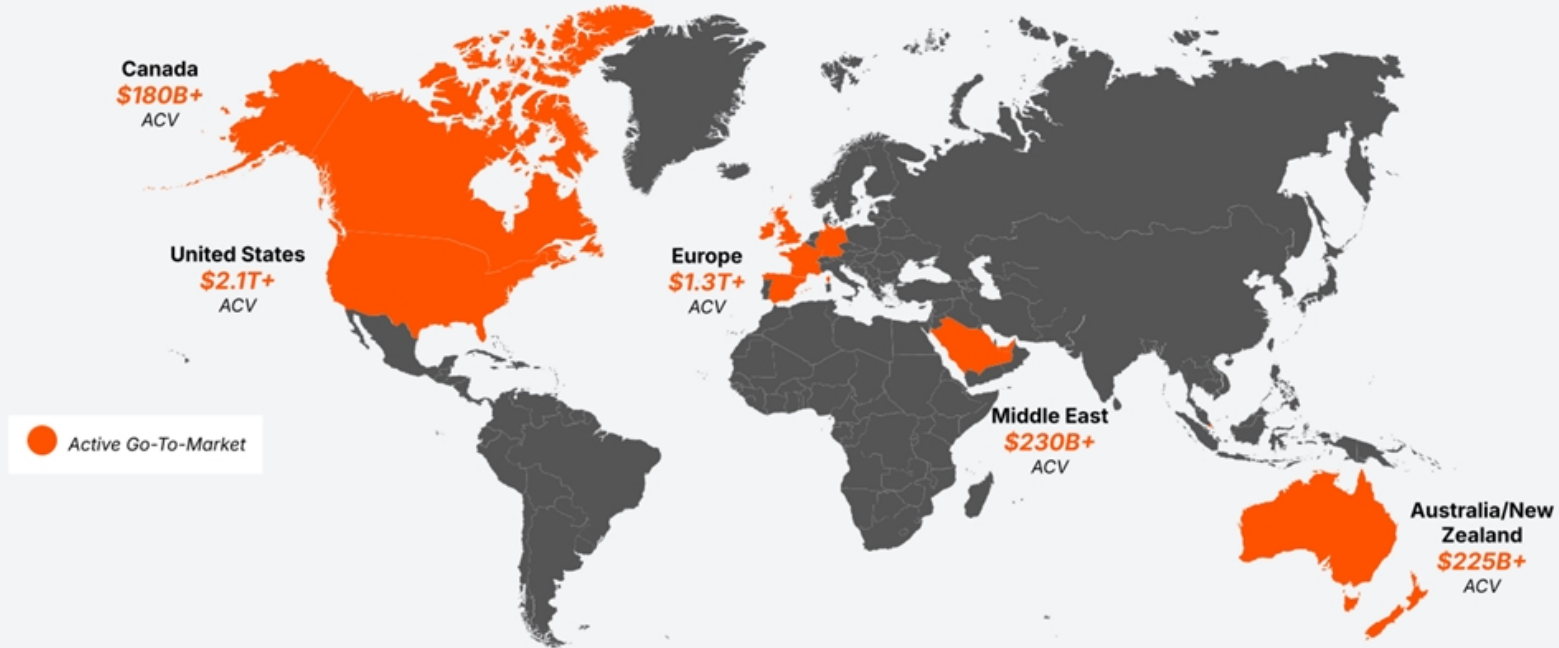 Canada
$180B+
ACV
United States
$2.1T+
ACV
Europe
$1.3T+
ACV
Middle East
$230B+
ACV
Active Go-To-Market
Australia/New
Zealand
$225B+
ACV